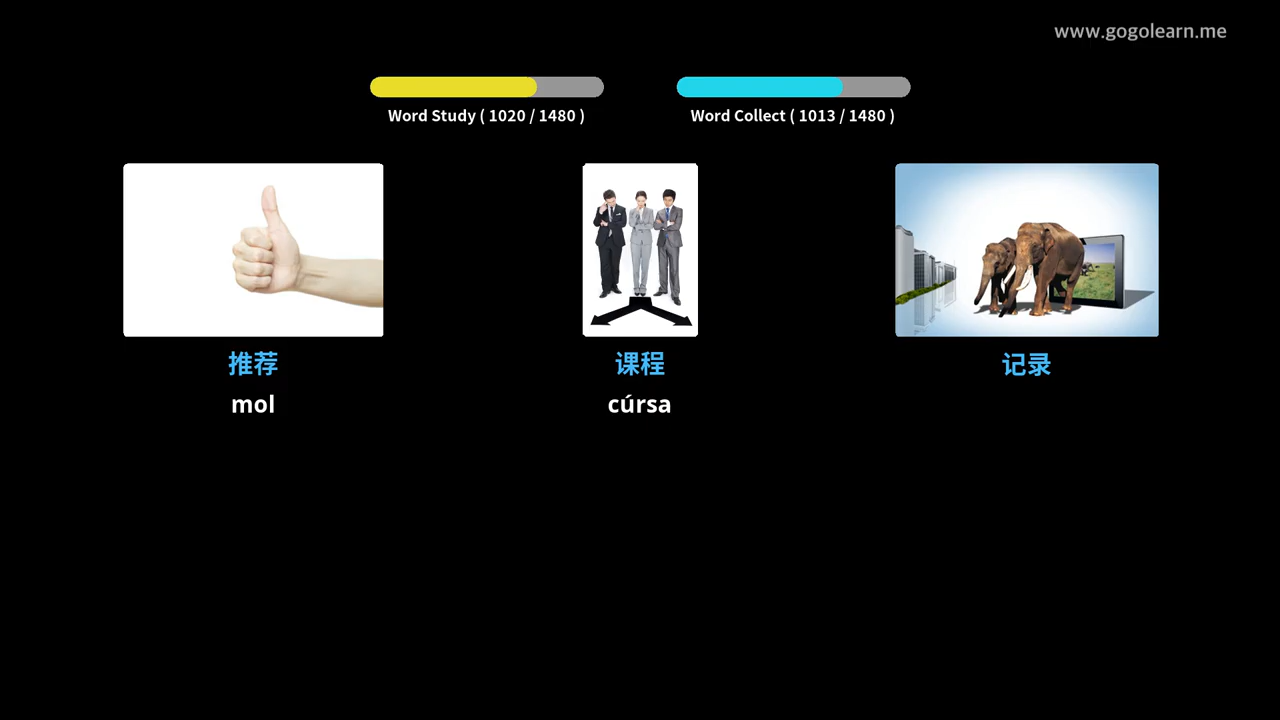 www.gogolearn.me
Word Study ( 1020 / 1480 )
Word Collect ( 1013 / 1480 )
推荐
课程
记录
mol
cúrsa